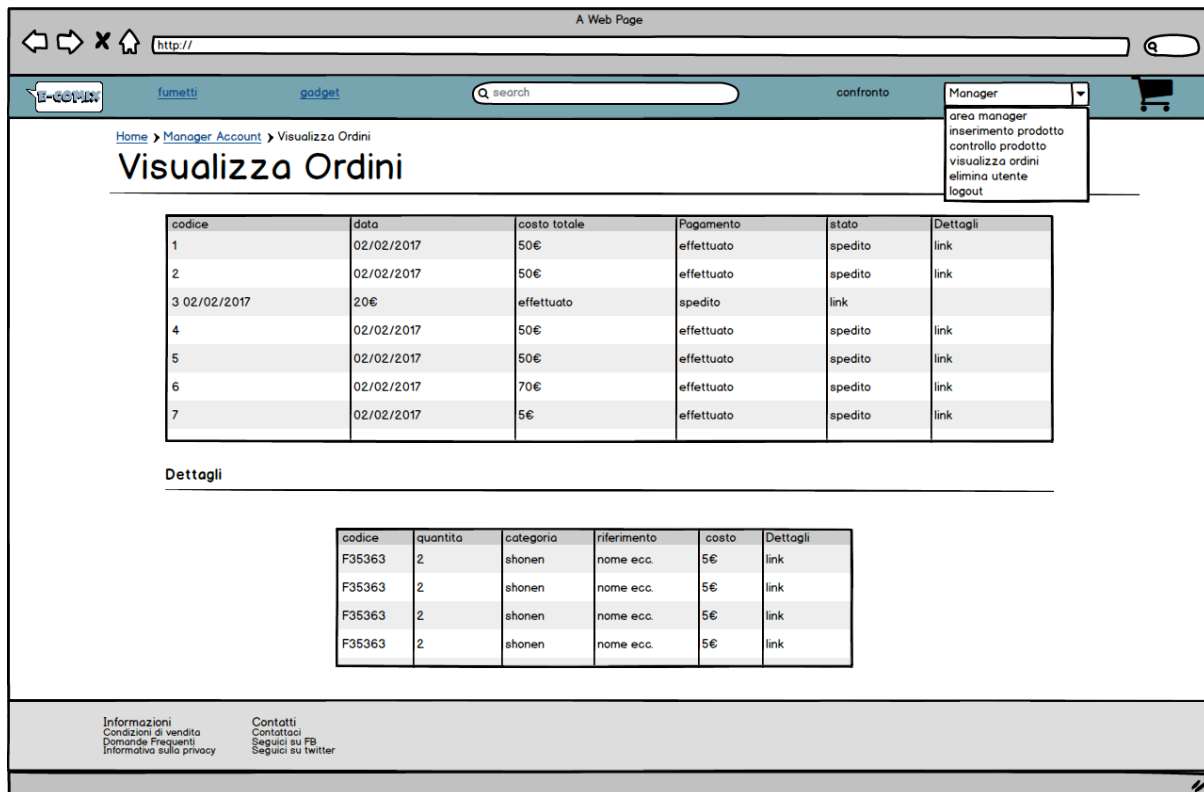 A Web Page
http://
E-COMIX fumetti gadget search confronto Manager
area manager
inserimento prodotto
controllo prodotto
visualizza ordini
elimina utente
logout
Home Manager Account Visualizza Ordini
Visualizza Ordini
codice data costo totale Pagamento stato Dettagli
1 02/02/2017 50€ effettuato spedito link
2 02/02/2017 50€ effettuato spedito link
3 02/02/2017 20€ effettuato spedito link
4 02/02/2017 50€ effettuato spedito link
5 02/02/2017 50€ effettuato spedito link
6 02/02/2017 70€ effettuato spedito link
7 02/02/2017 5€ effettuato spedito link
Dettagli
codice quantita categoria riferimento costo Dettagli
F35363 2 shonen nome ecc. 5€ link
F35363 2 shonen nome ecc. 5€ link
F35363 2 shonen nome ecc. 5€ link
F35363 2 shonen nome ecc. 5€ link
Informazioni
Condizioni di vendita
Domande Frequenti
Informativa sulla privacy
Contatti
Contattaci
Seguici su FB
Seguici su twitter